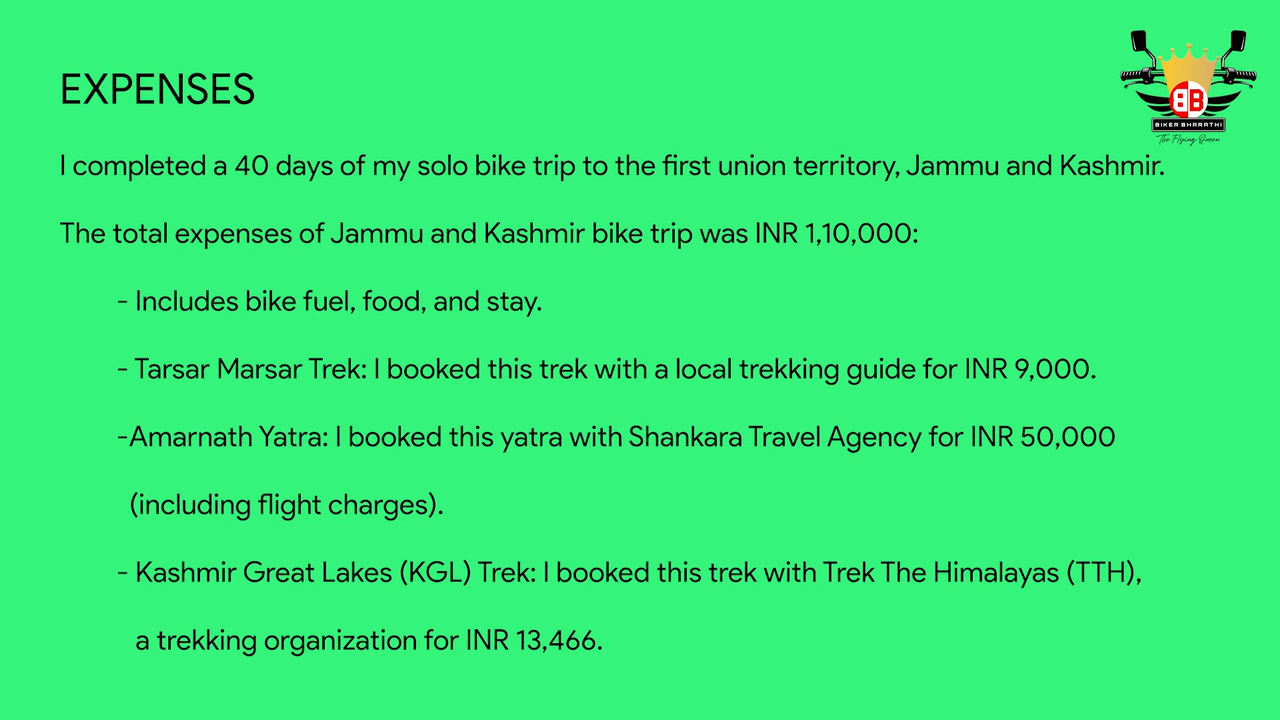 EXPENSES
BB
BIKER BHARATHI
The Flying Queen
I completed a 40 days of my solo bike trip to the first union territory, Jammu and Kashmir.
The total expenses of Jammu and Kashmir bike trip was INR 1,10,000:
- Includes bike fuel, food, and stay.
- Tarsar Marsar Trek: I booked this trek with a local trekking guide for INR 9,000.
-Amarnath Yatra: I booked this yatra with Shankara Travel Agency for INR 50,000
(including flight charges).
- Kashmir Great Lakes (KGL) Trek: I booked this trek with Trek The Himalayas (TTH),
a trekking organization for INR 13,466.